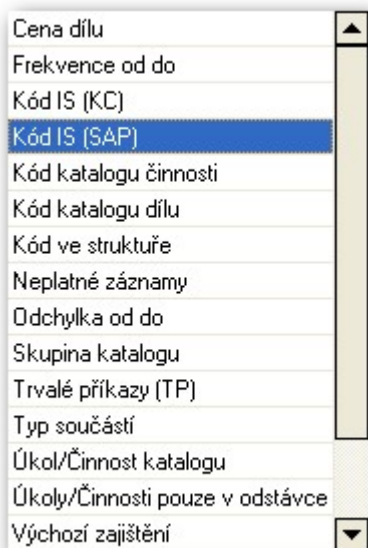 Cena dílu
Frekvence od do
Kód IS (KC)
Kód IS (SAP)
Kód katalogu činnosti
Kód katalogu dílu
Kód ve struktuře
Neplatné záznamy
Odchylka od do
Skupina katalogu
Trvalé příkazy (TP)
Typ součástí
Úkol/Činnost katalogu
Úkoly/Činnosti pouze v odstávce
Výchozí zajištění